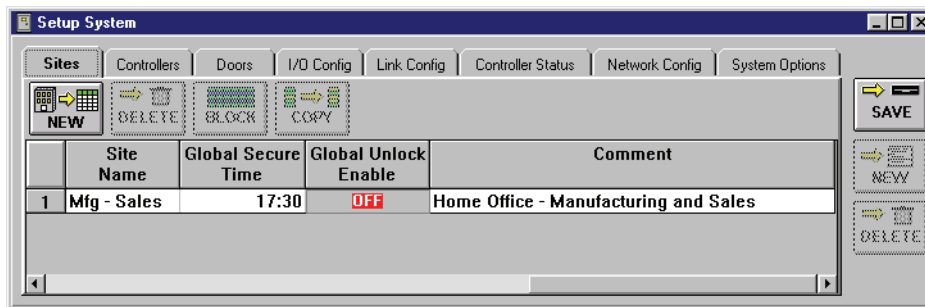 Setup System
Sites Controllers Doors I/O Config Link Config Controller Status Network Config System Options
NEW DELETE BLOCK COPY
SAVE
NEW
DELETE
Site Name Global Secure Time Global Unlock Enable Comment
1 Mfg - Sales 17:30 OFF Home Office - Manufacturing and Sales